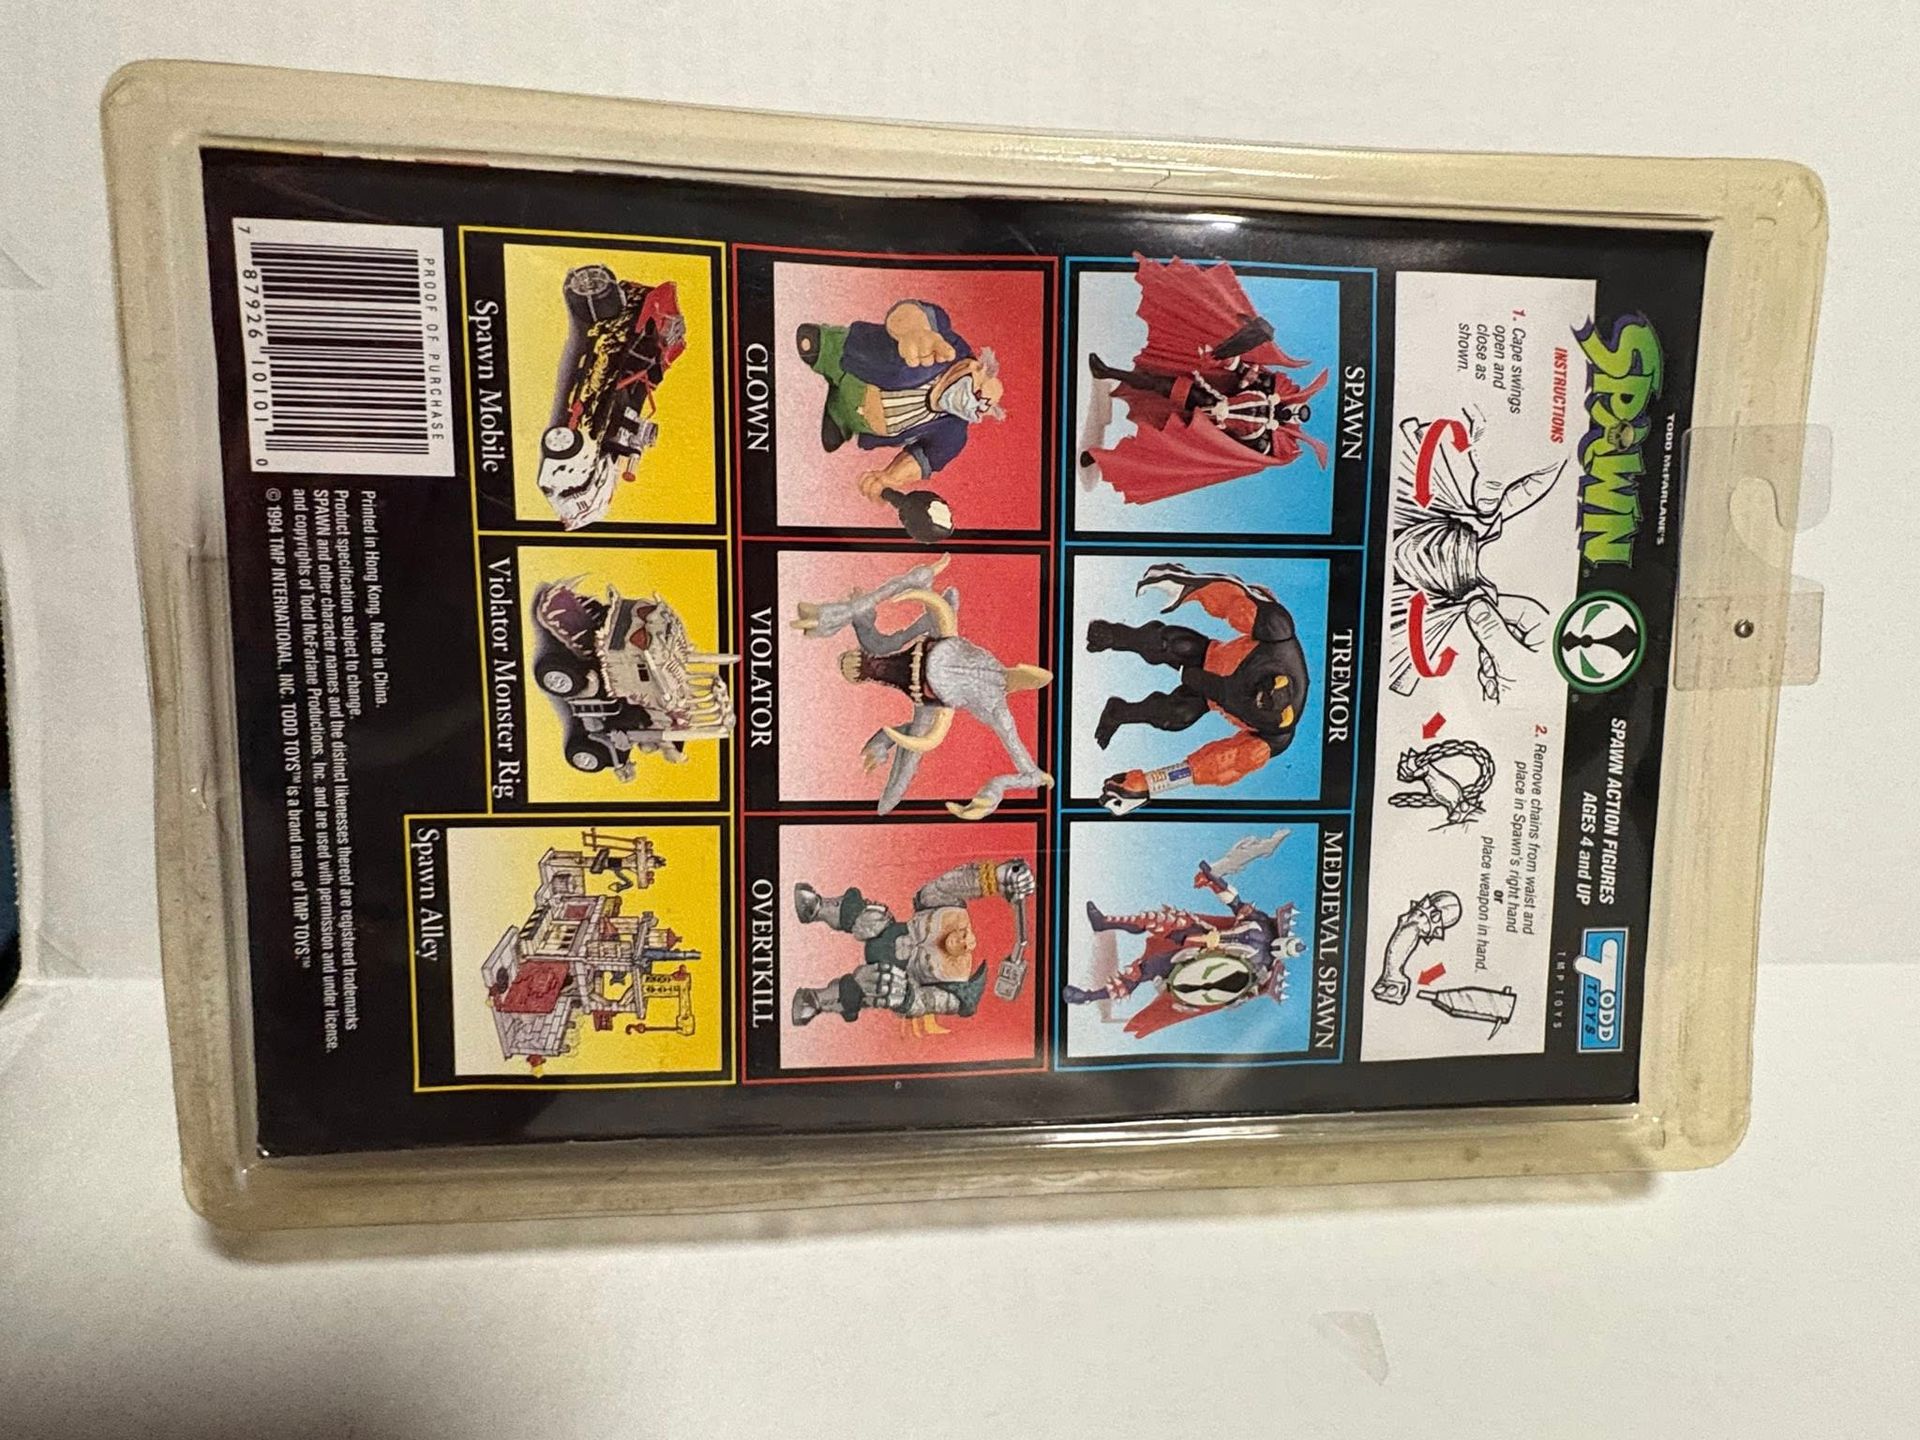 TODD McFARLANE'S
SPAWN®
SPAWN ACTION FIGURES
AGES 4 and UP
TODD
TOYS
TMP TOYS
INSTRUCTIONS
1. Cape swings
open and
close as
shown.
2. Remove chains from waist and
place in Spawn's right hand
or
place weapon in hand.
SPAWN
TREMOR
MEDIEVAL SPAWN
CLOWN
VIOLATOR
OVERTKILL
Spawn Mobile
Violator Monster Rig
Spawn Alley
PROOF OF PURCHASE
7 87926 10101 0
Printed in Hong Kong. Made in China.
Product specification subject to change.
SPAWN and other character names and the distinct likenesses thereof are registered trademarks
and copyrights of Todd McFarlane Productions, Inc. and are used with permission and under license.
© 1994 TMP INTERNATIONAL, INC. TODD TOYS™ is a brand name of TMP TOYS™